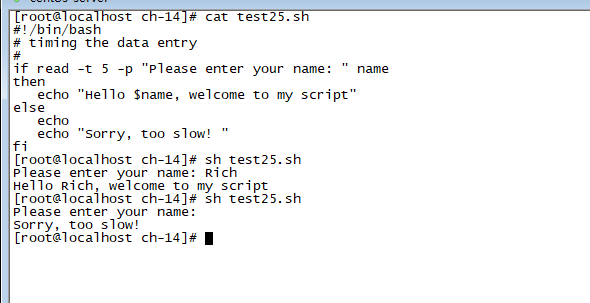 centos server
[root@localhost ch-14]# cat test25.sh
#!/bin/bash
# timing the data entry
#
if read -t 5 -p "Please enter your name: " name
then
   echo "Hello $name, welcome to my script"
else
   echo
   echo "Sorry, too slow! "
fi
[root@localhost ch-14]# sh test25.sh
Please enter your name: Rich
Hello Rich, welcome to my script
[root@localhost ch-14]# sh test25.sh
Please enter your name:
Sorry, too slow!
[root@localhost ch-14]#